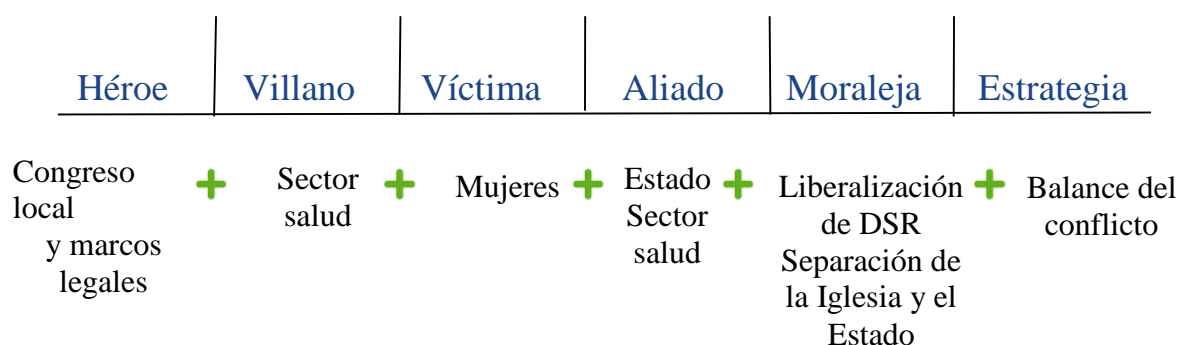 Héroe
Villano
Víctima
Aliado
Moraleja
Estrategia
Congreso
local
y marcos
legales
Sector
salud
Mujeres
Estado
Sector
salud
Liberalización
de DSR
Separación de
la Iglesia y el
Estado
Balance del
conflicto